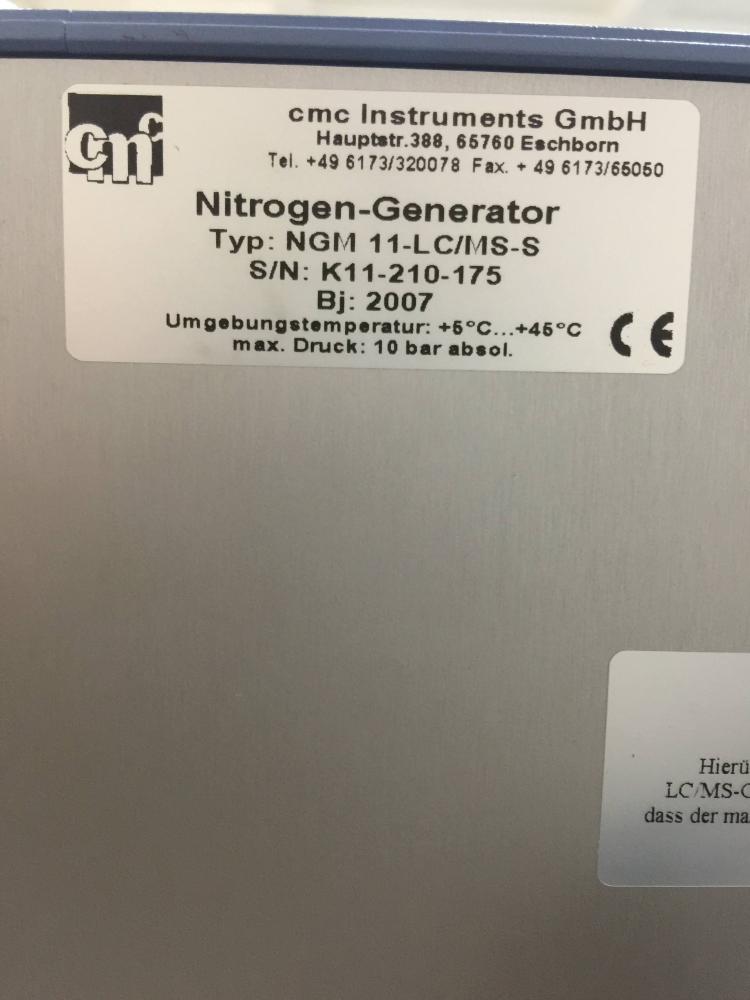 cmc
cmc Instruments GmbH
Hauptstr.388, 65760 Eschborn
Tel. +49 6173/320078 Fax. + 49 6173/65050
Nitrogen-Generator
Typ: NGM 11-LC/MS-S
S/N: K11-210-175
Bj: 2007
Umgebungstemperatur: +5°C...+45°C
max. Druck: 10 bar absol.
CE
Hierü
LC/MS-
dass der ma